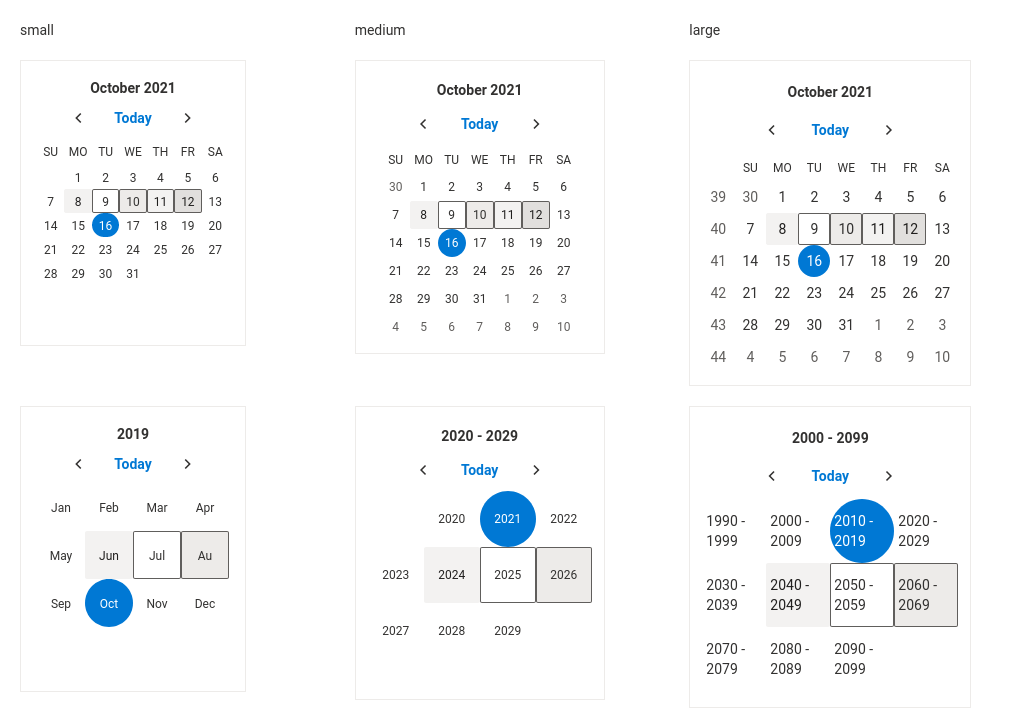 small
medium
large
October 2021
Today
SU MO TU WE TH FR SA
1 2 3 4 5 6
7 8 9 10 11 12 13
14 15 16 17 18 19 20
21 22 23 24 25 26 27
28 29 30 31
October 2021
Today
SU MO TU WE TH FR SA
30 1 2 3 4 5 6
7 8 9 10 11 12 13
14 15 16 17 18 19 20
21 22 23 24 25 26 27
28 29 30 31 1 2 3
4 5 6 7 8 9 10
October 2021
Today
SU MO TU WE TH FR SA
39 30 1 2 3 4 5 6
40 7 8 9 10 11 12 13
41 14 15 16 17 18 19 20
42 21 22 23 24 25 26 27
43 28 29 30 31 1 2 3
44 4 5 6 7 8 9 10
2019
Today
Jan Feb Mar Apr
May Jun Jul Au
Sep Oct Nov Dec
2020 - 2029
Today
2020 2021 2022
2023 2024 2025 2026
2027 2028 2029
2000 - 2099
Today
1990 - 2000 - 2010 - 2020 -
1999 2009 2019 2029
2030 - 2040 - 2050 - 2060 -
2039 2049 2059 2069
2070 - 2080 - 2090 -
2079 2089 2099